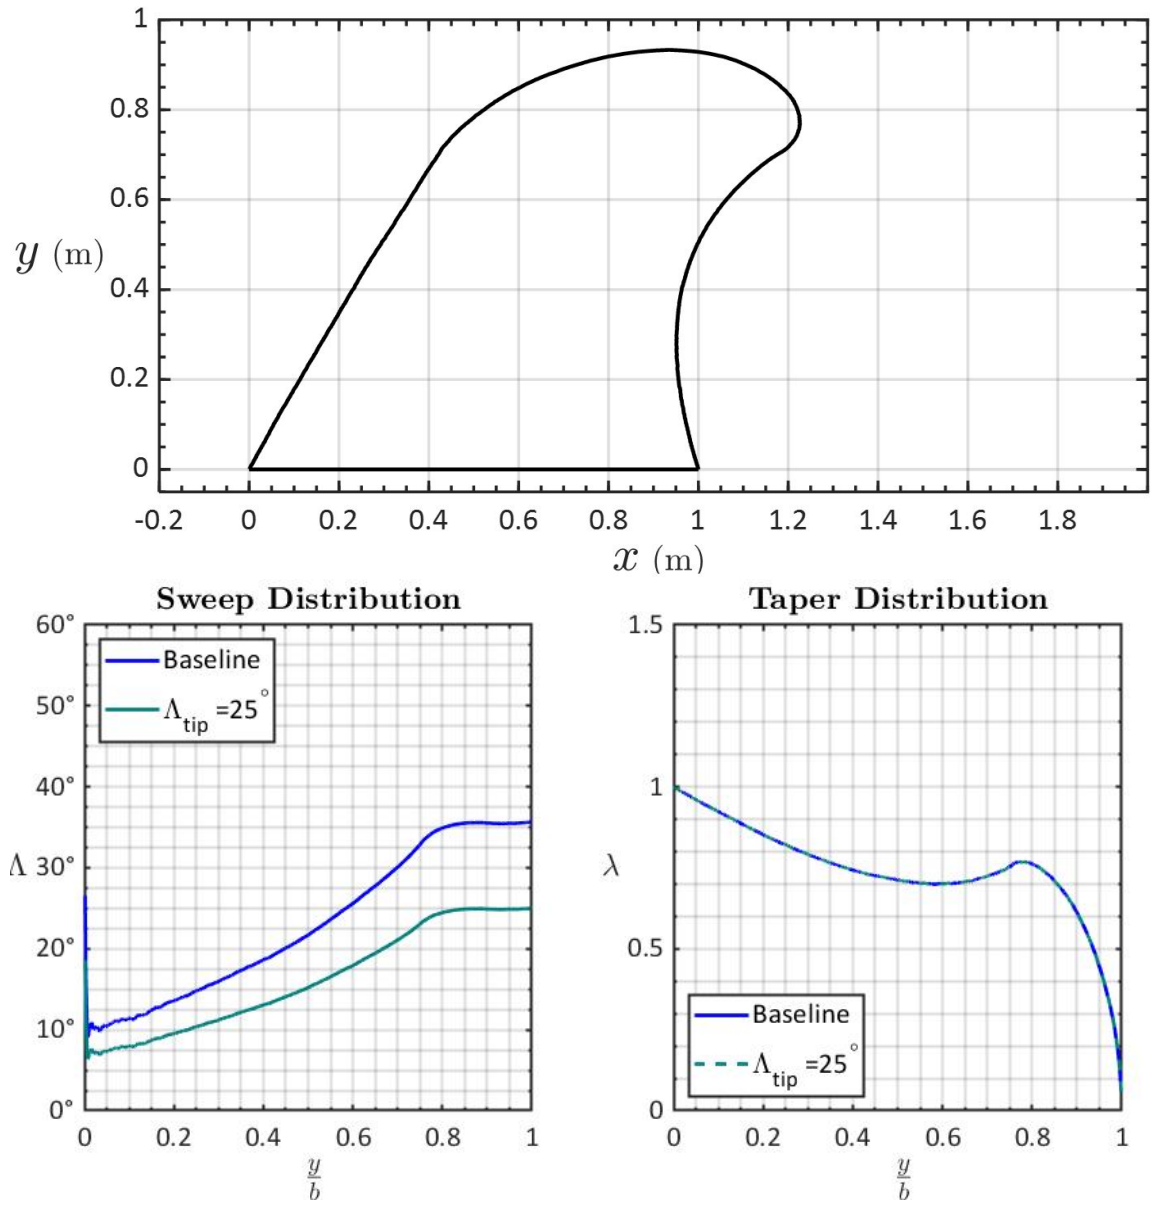 1
0.8
0.6
y (m)
0.4
0.2
0
-0.2 0 0.2 0.4 0.6 0.8 1 1.2 1.4 1.6 1.8
x (m)
Sweep Distribution
60°
50°
40°
30°
Λ
20°
10°
0°
Baseline
Λtip =25°
0 0.2 0.4 0.6 0.8 1
y
b
Taper Distribution
1.5
1
λ
0.5
0
Baseline
Λtip =25°
0 0.2 0.4 0.6 0.8 1
y
b